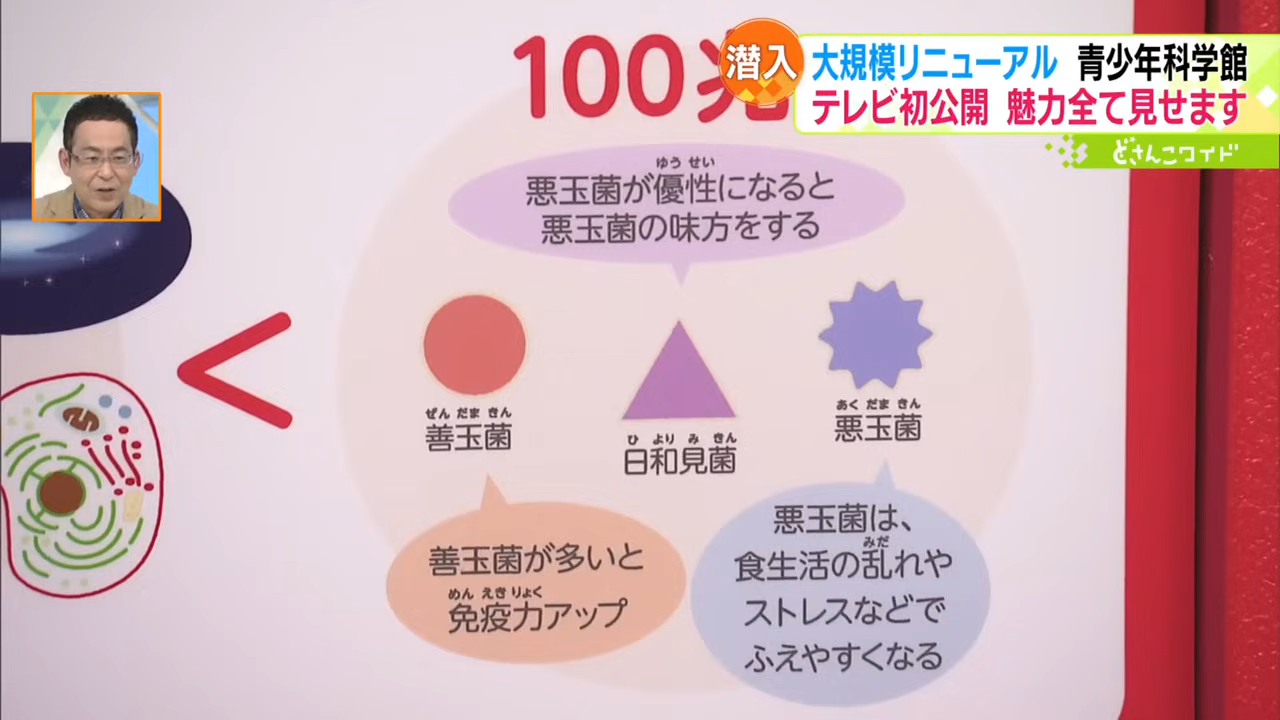 100兆
潜入
大規模リニューアル 青少年科学館
テレビ初公開 魅力全て見せます
どさんこワイド
ゆう せい
悪玉菌が優性になると
悪玉菌の味方をする
<
ぜん だま きん
善玉菌
ひ より み きん
日和見菌
あく だま きん
悪玉菌
善玉菌が多いと
めん えき りょく
免疫力アップ
悪玉菌は、
みだ
食生活の乱れや
ストレスなどで
ふえやすくなる